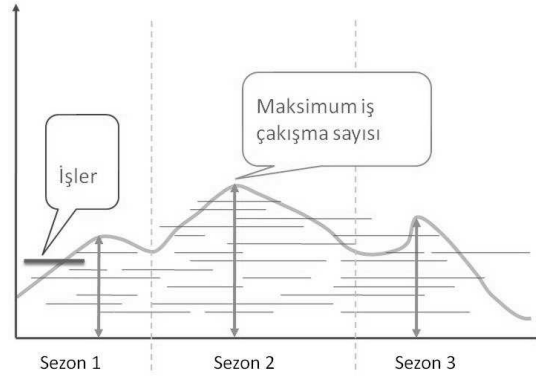 Maksimum iş
çakışma sayısı
İşler
Sezon 1
Sezon 2
Sezon 3